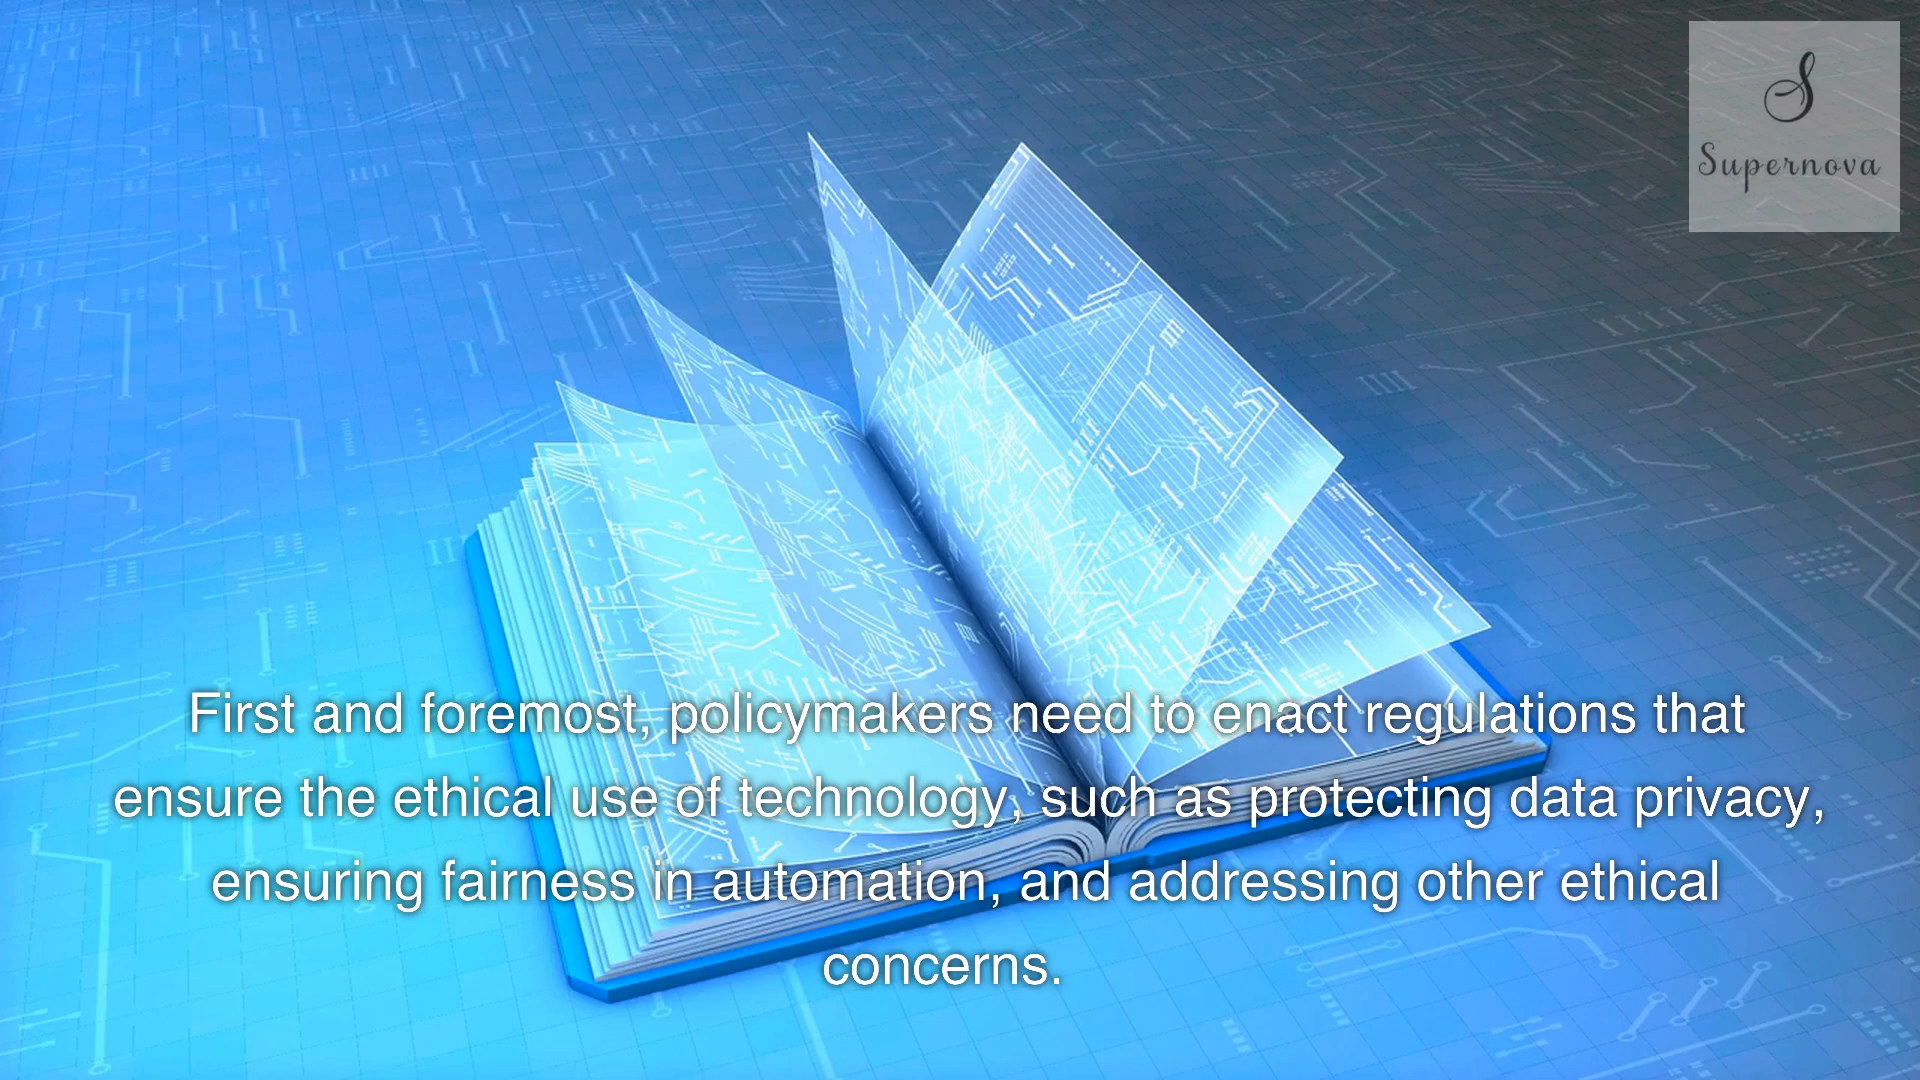 S
Supernova
First and foremost, policymakers need to enact regulations that
ensure the ethical use of technology, such as protecting data privacy,
ensuring fairness in automation, and addressing other ethical
concerns.